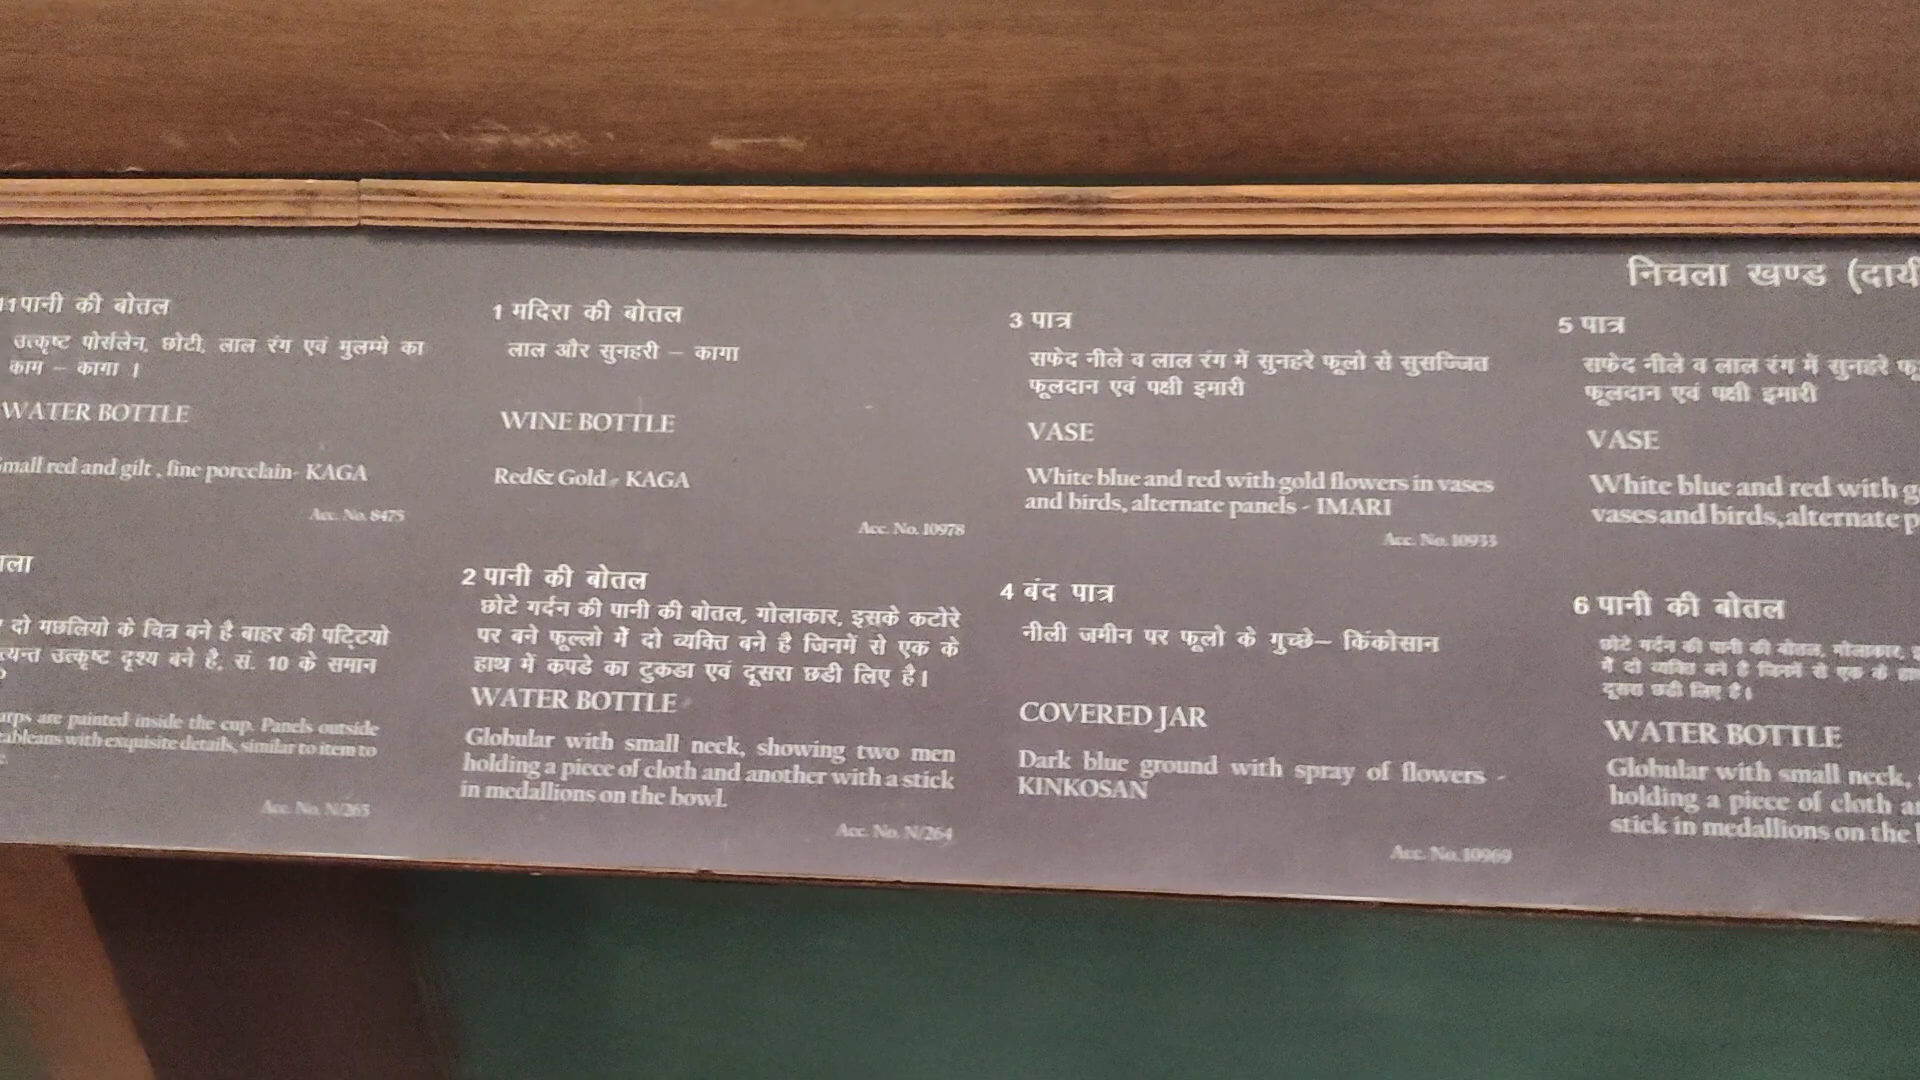 11 पानी की बोतल
उत्कृष्ट पोर्सलेन, छोटी, लाल रंग एवं मुलम्मे का
काम – कागा ।
WATER BOTTLE
Small red and gilt , fine porcelain- KAGA
Acc. No. 8475
दो मछलियो के चित्र बने है बाहर की पट्टियो
उत्कृष्ट दृश्य बने है, सं. 10 के समान
are painted inside the cup. Panels outside
with exquisite details, similar to item to
Acc. No. N/265
1 मदिरा की बोतल
लाल और सुनहरी – कागा
WINE BOTTLE
Red& Gold - KAGA
Acc. No. 10978
2 पानी की बोतल
छोटे गर्दन की पानी की बोतल, गोलाकार, इसके कटोरे
पर बने फूल्लो में दो व्यक्ति बने है जिनमें से एक के
हाथ में कपडे का टुकडा एवं दूसरा छडी लिए है।
WATER BOTTLE
Globular with small neck, showing two men
holding a piece of cloth and another with a stick
in medallions on the bowl.
Acc. No. N/264
3 पात्र
सफेद नीले व लाल रंग में सुनहरे फूलो से सुसज्जित
फूलदान एवं पक्षी इमारी
VASE
White blue and red with gold flowers in vases
and birds, alternate panels - IMARI
Acc. No. 10933
4 बंद पात्र
नीली जमीन पर फूलो के गुच्छे– किंकोसान
COVERED JAR
Dark blue ground with spray of flowers -
KINKOSAN
Acc. No. 10969
निचला खण्ड
5 पात्र
सफेद नीले व लाल रंग में सुनहरे
फूलदान एवं पक्षी इमारी
VASE
White blue and red with
vases and birds, alternate
6 पानी की बोतल
छोटे गर्दन की पानी की बोतल, गोलाकार,
में दो व्यक्ति बने है जिनमें से एक के
दूसरा छडी लिए है।
WATER BOTTLE
Globular with small neck,
holding a piece of cloth
stick in medallions on the